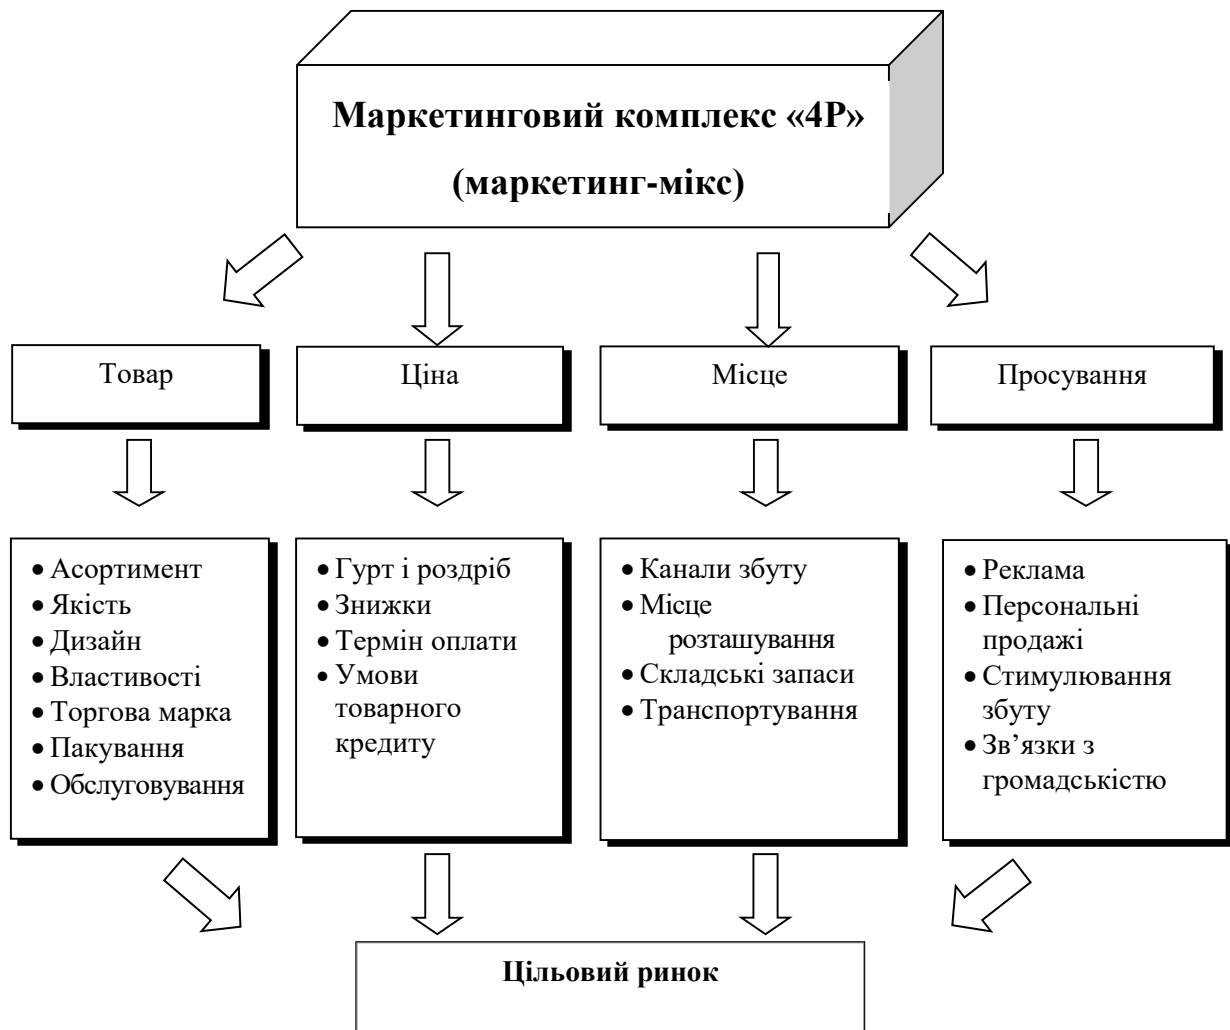 Маркетинговий комплекс «4Р»
(маркетинг-мікс)
Товар
Ціна
Місце
Просування
• Асортимент
• Якість
• Дизайн
• Властивості
• Торгова марка
• Пакування
• Обслуговування
• Гурт і роздріб
• Знижки
• Термін оплати
• Умови
товарного
кредиту
• Канали збуту
• Місце
розташування
• Складські запаси
• Транспортування
• Реклама
• Персональні
продажі
• Стимулювання
збуту
• Зв’язки з
громадськістю
Цільовий ринок